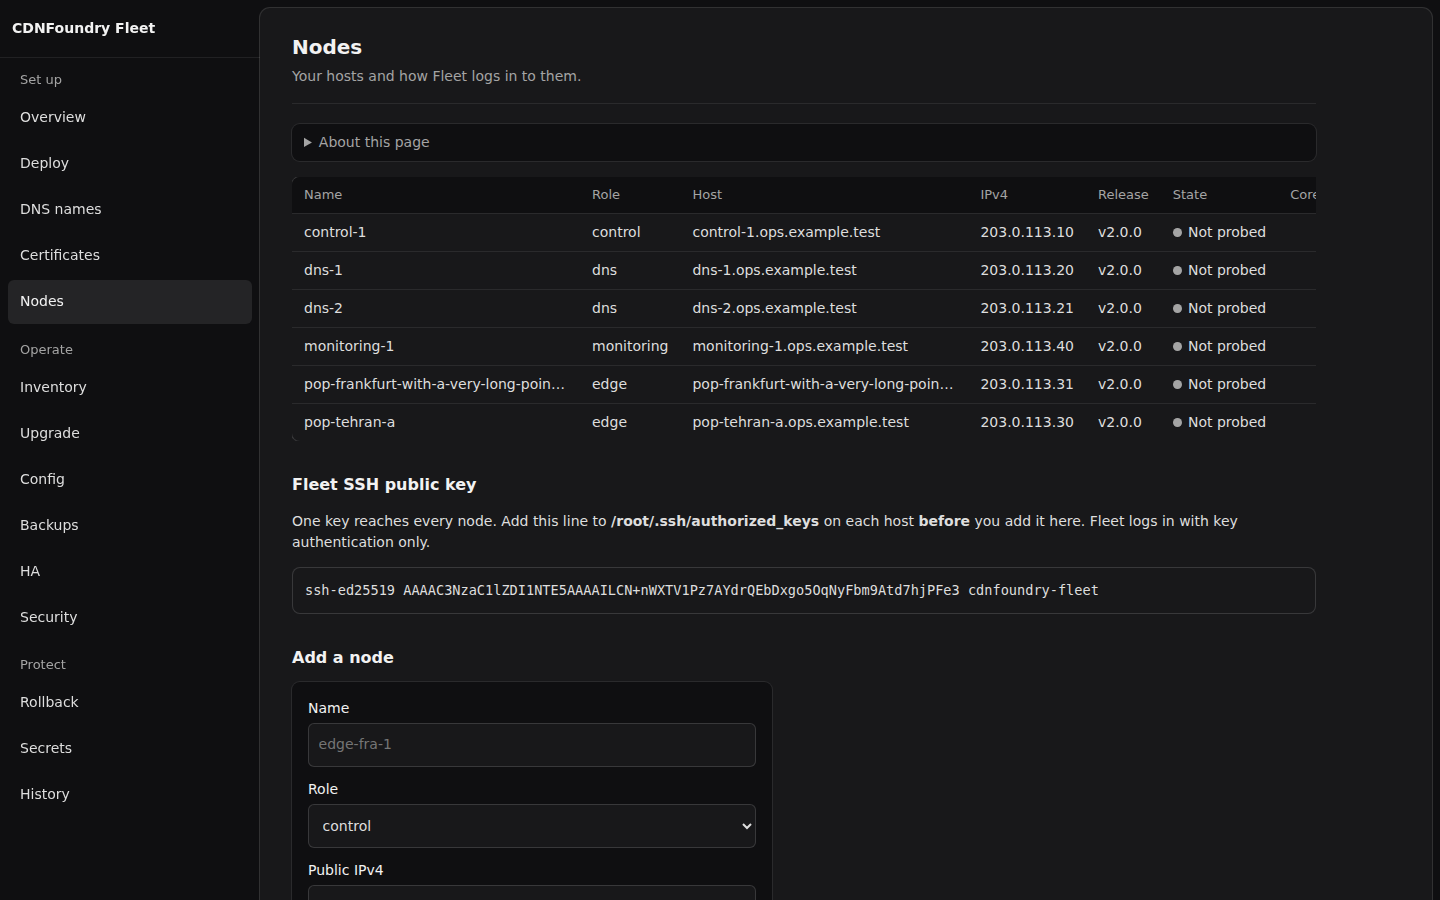 CDNFoundry Fleet
Set up
Overview
Deploy
DNS names
Certificates
Nodes
Operate
Inventory
Upgrade
Config
Backups
HA
Security
Protect
Rollback
Secrets
History
Nodes
Your hosts and how Fleet logs in to them.
About this page
Name Role Host IPv4 Release State Core
control-1 control control-1.ops.example.test 203.0.113.10 v2.0.0 Not probed
dns-1 dns dns-1.ops.example.test 203.0.113.20 v2.0.0 Not probed
dns-2 dns dns-2.ops.example.test 203.0.113.21 v2.0.0 Not probed
monitoring-1 monitoring monitoring-1.ops.example.test 203.0.113.40 v2.0.0 Not probed
pop-frankfurt-with-a-very-long-poin… edge pop-frankfurt-with-a-very-long-poin… 203.0.113.31 v2.0.0 Not probed
pop-tehran-a edge pop-tehran-a.ops.example.test 203.0.113.30 v2.0.0 Not probed
Fleet SSH public key
One key reaches every node. Add this line to /root/.ssh/authorized_keys on each host before you add it here. Fleet logs in with key
authentication only.
ssh-ed25519 AAAAC3NzaC1lZDI1NTE5AAAAILCN+nWXTV1Pz7AYdrQEbDxgo5OqNyFbm9Atd7hjPFe3 cdnfoundry-fleet
Add a node
Name
edge-fra-1
Role
control
Public IPv4